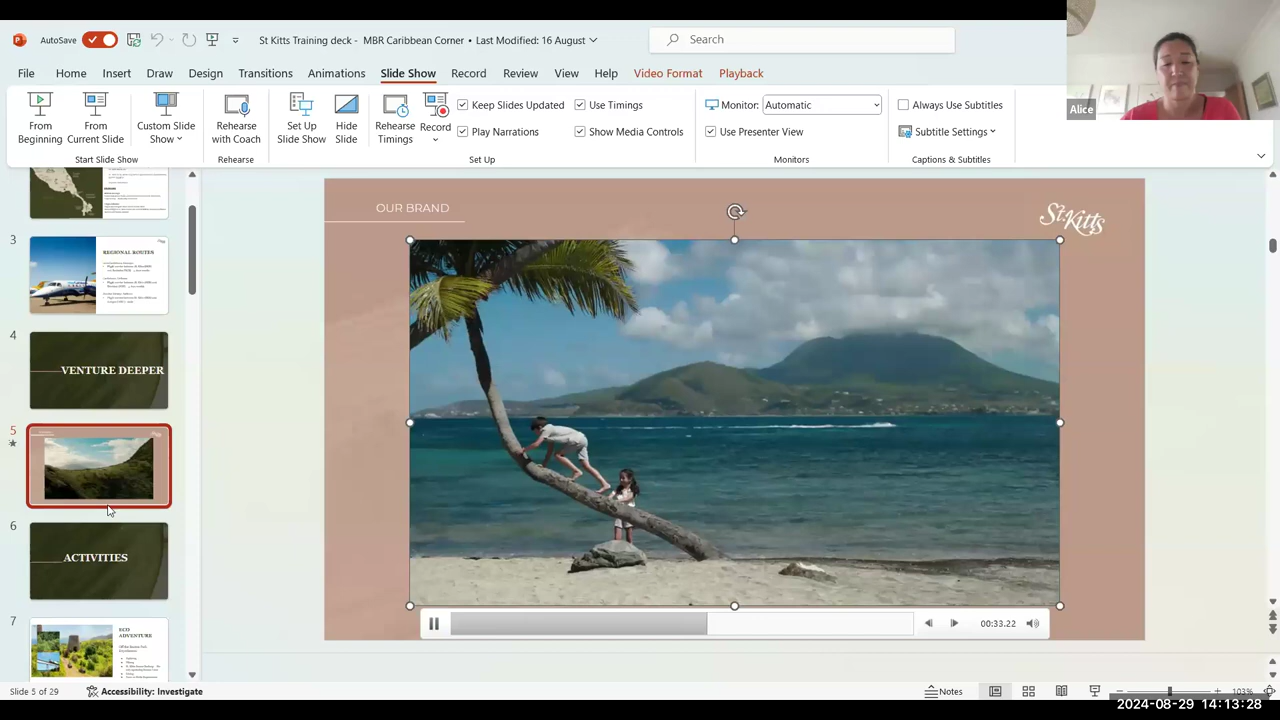 AutoSave
St Kitts Training deck - MBR Caribbean Corner • Last Modified: 16 August
Search
File Home Insert Draw Design Transitions Animations Slide Show Record Review View Help Video Format Playback
From Beginning
From Current Slide
Custom Slide Show
Start Slide Show
Rehearse with Coach
Rehearse
Set Up Slide Show
Hide Slide
Rehearse Timings
Record
Keep Slides Updated
Use Timings
Play Narrations
Show Media Controls
Set Up
Monitor: Automatic
Use Presenter View
Monitors
Always Use Subtitles
Subtitle Settings
Captions & Subtitles
Alice
3
REGIONAL ROUTES
4
VENTURE DEEPER
5
6
ACTIVITIES
7
ECO
ADVENTURE
OUR BRAND
St. Kitts
00:33.22
Slide 5 of 29
Accessibility: Investigate
Notes
103%
2024-08-29 14:13:28